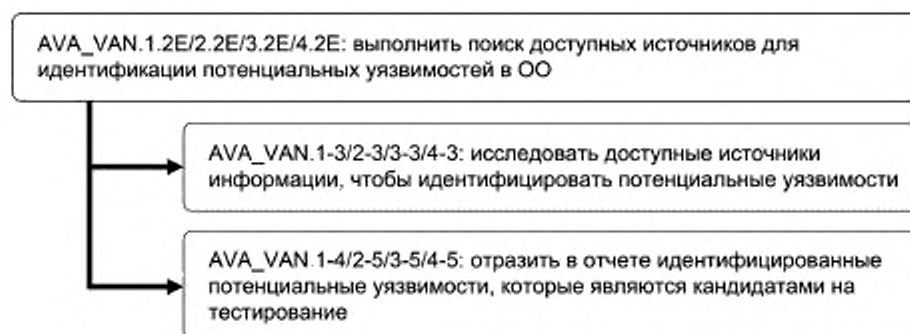 AVA_VAN.1.2E/2.2E/3.2E/4.2E: выполнить поиск доступных источников для
идентификации потенциальных уязвимостей в ОО
AVA_VAN.1-3/2-3/3-3/4-3: исследовать доступные источники
информации, чтобы идентифицировать потенциальные уязвимости
AVA_VAN.1-4/2-5/3-5/4-5: отразить в отчете идентифицированные
потенциальные уязвимости, которые являются кандидатами на
тестирование